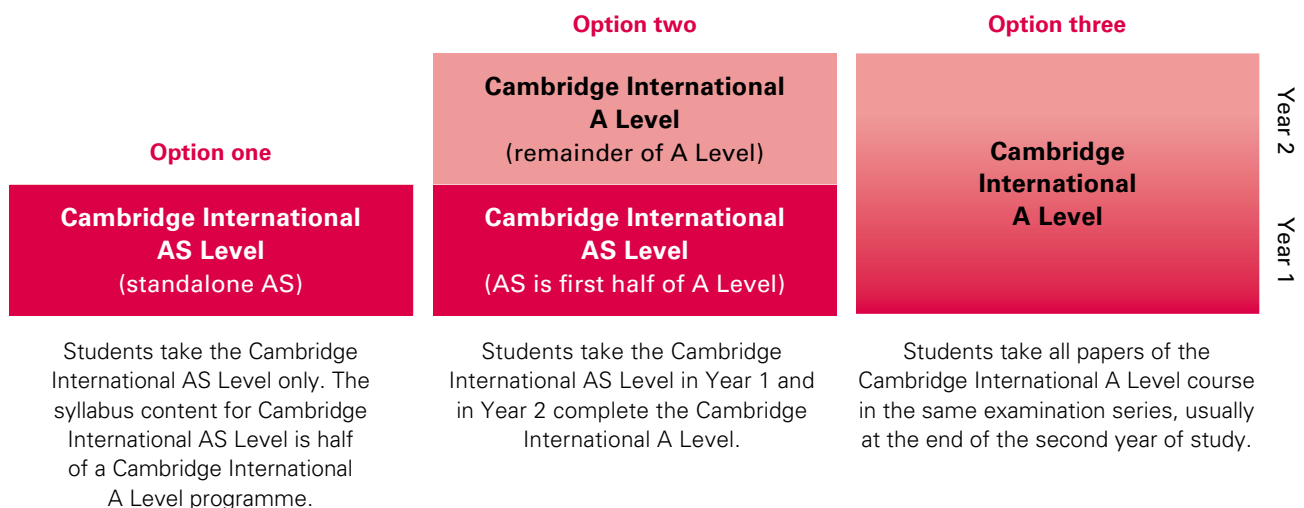 Option one
Cambridge International
AS Level
(standalone AS)
Students take the Cambridge
International AS Level only. The
syllabus content for Cambridge
International AS Level is half
of a Cambridge International
A Level programme.
Option two
Cambridge International
A Level
(remainder of A Level)
Cambridge International
AS Level
(AS is first half of A Level)
Students take the Cambridge
International AS Level in Year 1 and
in Year 2 complete the Cambridge
International A Level.
Option three
Cambridge
International
A Level
Students take all papers of the
Cambridge International A Level course
in the same examination series, usually
at the end of the second year of study.
Year 2
Year 1